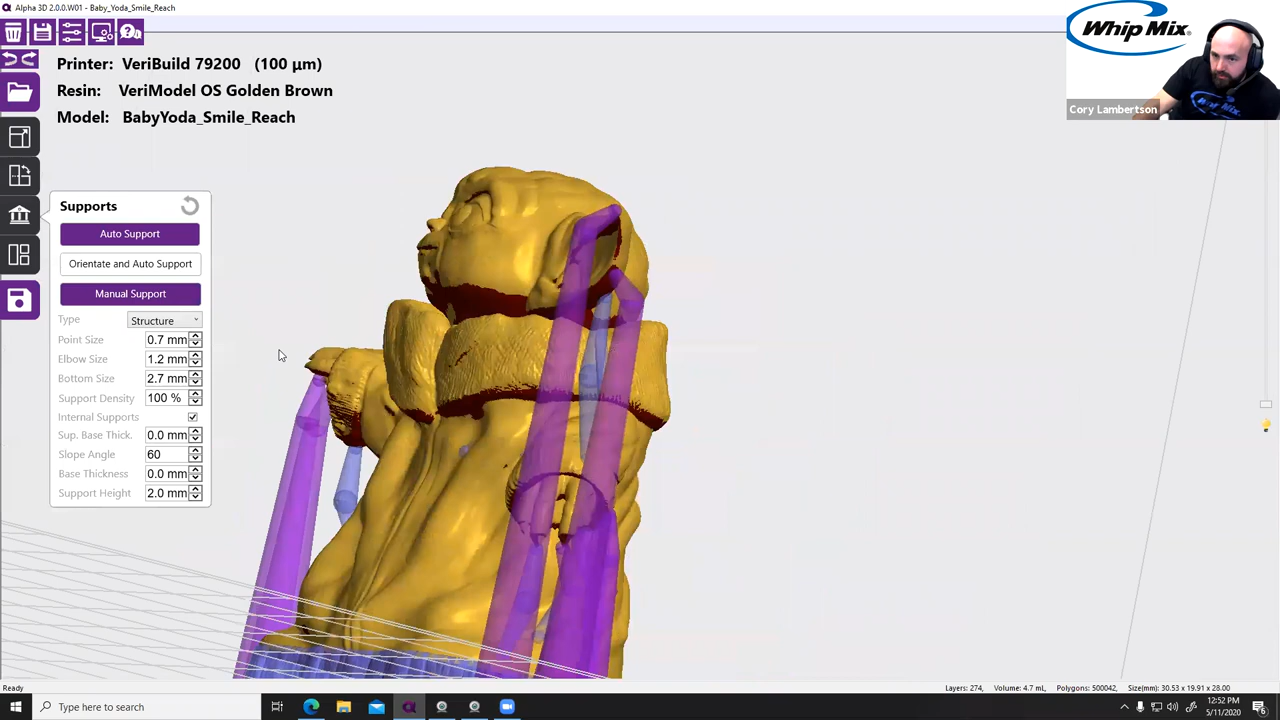 Alpha 3D 2.0.0.W01 - Baby_Yoda_Smile_Reach
Whip Mix®
Cory Lambertson
Printer: VeriBuild 79200 (100 µm)
Resin: VeriModel OS Golden Brown
Model: BabyYoda_Smile_Reach
Supports
Auto Support
Orientate and Auto Support
Manual Support
Type Structure
Point Size 0.7 mm
Elbow Size 1.2 mm
Bottom Size 2.7 mm
Support Density 100 %
Internal Supports
Sup. Base Thick. 0.0 mm
Slope Angle 60
Base Thickness 0.0 mm
Support Height 2.0 mm
Ready
Layers: 274, Volume: 4.7 mL, Polygons: 500042, Size(mm): 30.53 x 19.91 x 28.00
Type here to search
12:52 PM
5/11/2020
6